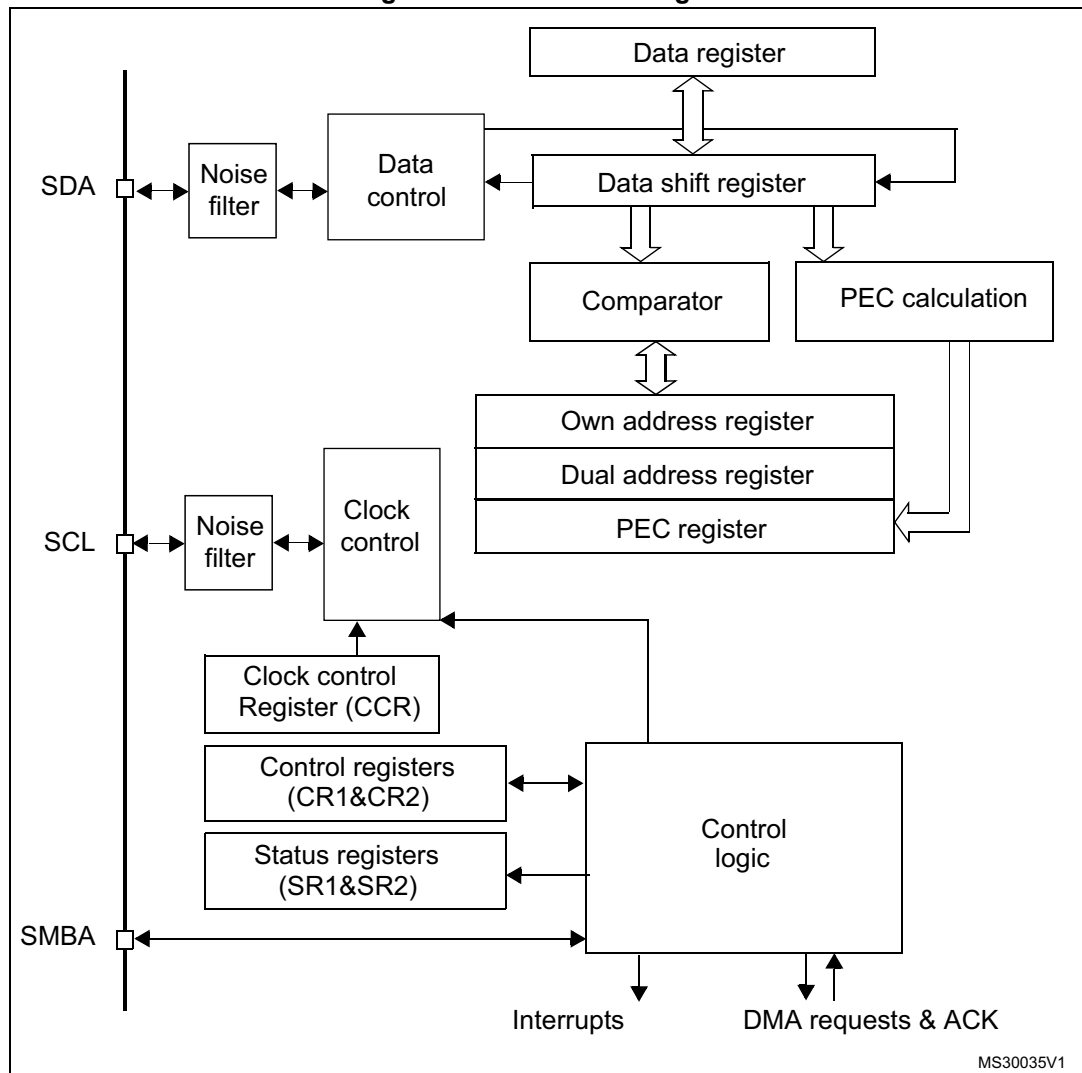 Data register
Data
control
Noise
filter
SDA
Data shift register
Comparator
PEC calculation
Own address register
Dual address register
PEC register
Clock
control
Noise
filter
SCL
Clock control
Register (CCR)
Control registers
(CR1&CR2)
Status registers
(SR1&SR2)
Control
logic
SMBA
Interrupts
DMA requests & ACK
MS30035V1